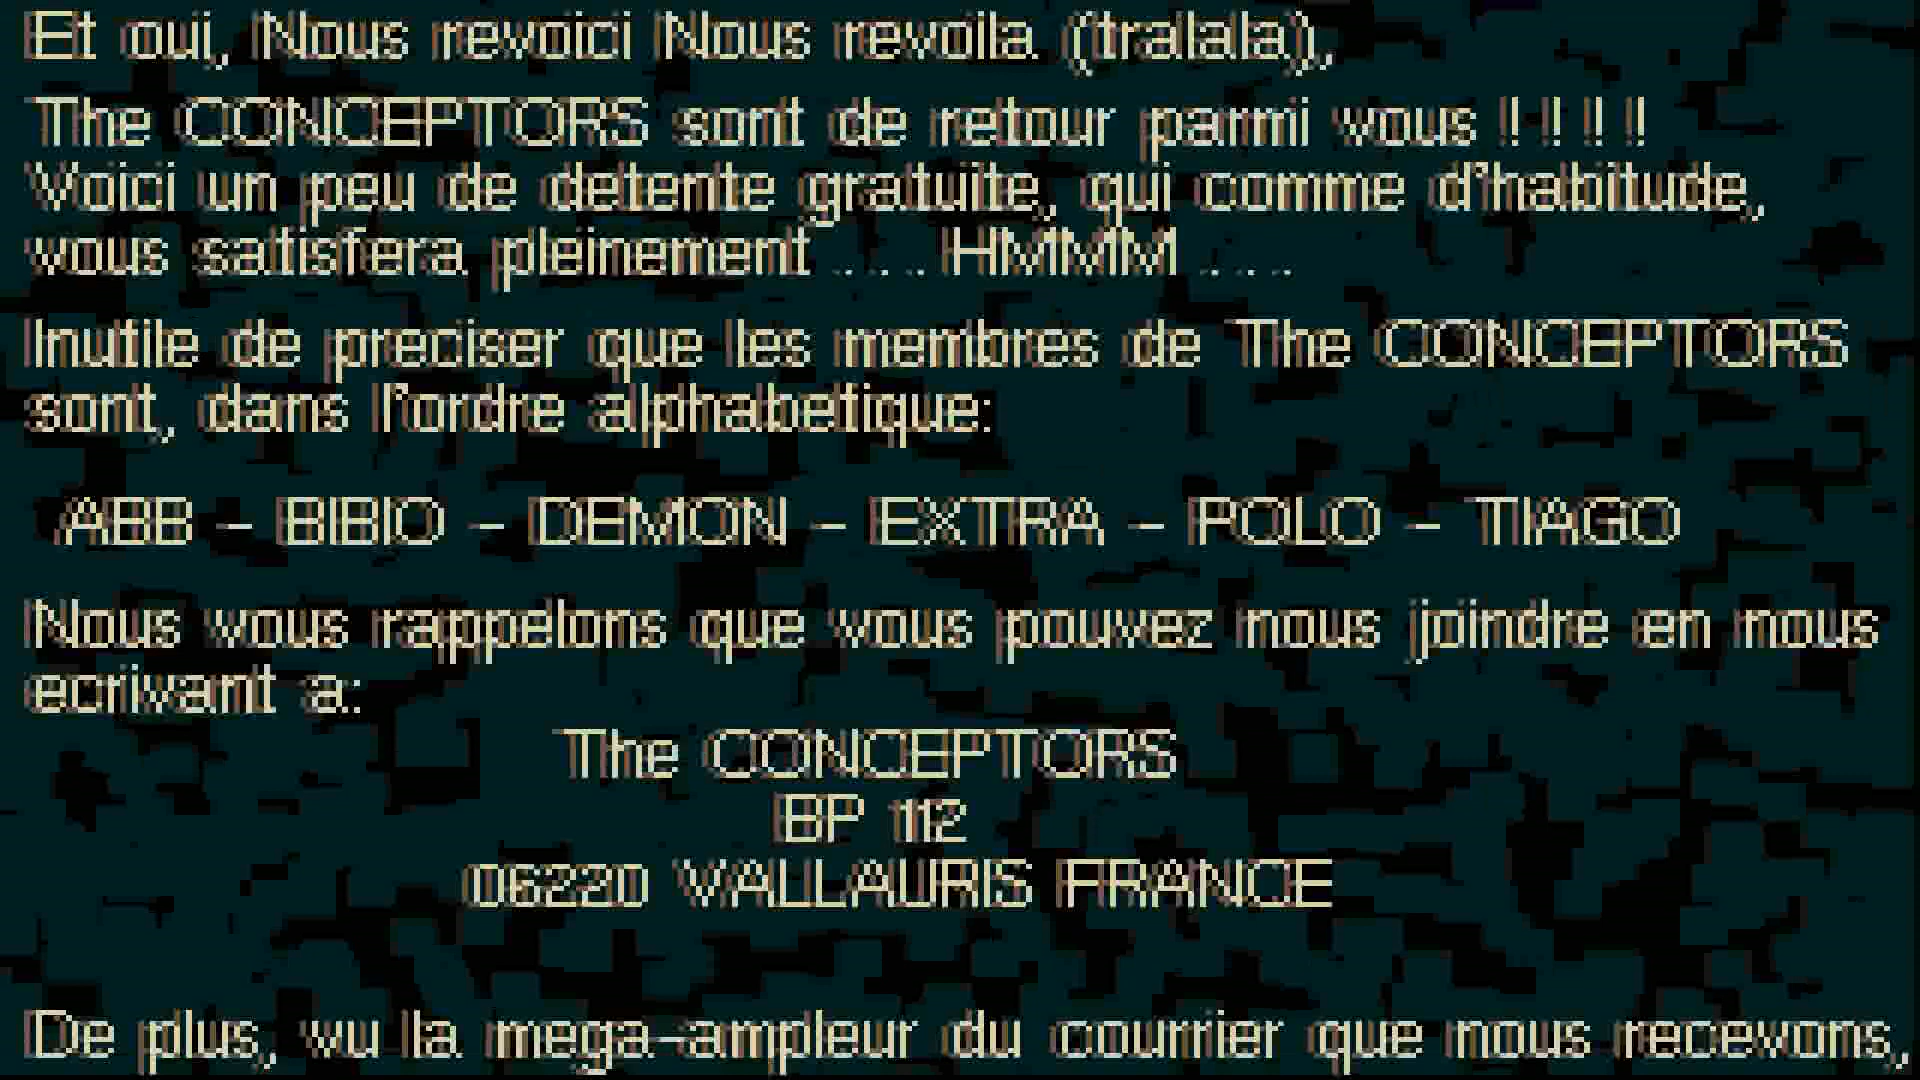 Et oui, Nous revoici Nous revoila (tralala),
The CONCEPTORS sont de retour parmi vous !! !! !! !!
Voici un peu de detente gratuite, qui comme d'habitude,
vous satisfera pleinement . . . . HMMM . . . .
Inutile de preciser que les membres de The CONCEPTORS
sont, dans l'ordre alphabetique:
ABB - BIBIO - DEMON - EXTRA - POLO - TIAGO
Nous vous rappelons que vous pouvez nous joindre en nous
ecrivant a:
The CONCEPTORS
BP 112
06220 VALLAURIS FRANCE
De plus, vu la mega-ampleur du courrier que nous recevons,